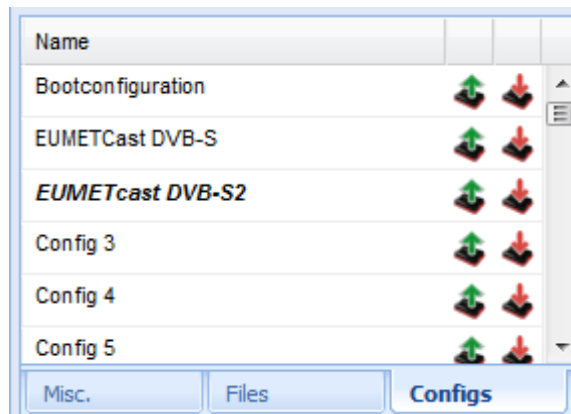 Name
Bootconfiguration
EUMETCast DVB-S
EUMETcast DVB-S2
Config 3
Config 4
Config 5
Misc. Files Configs